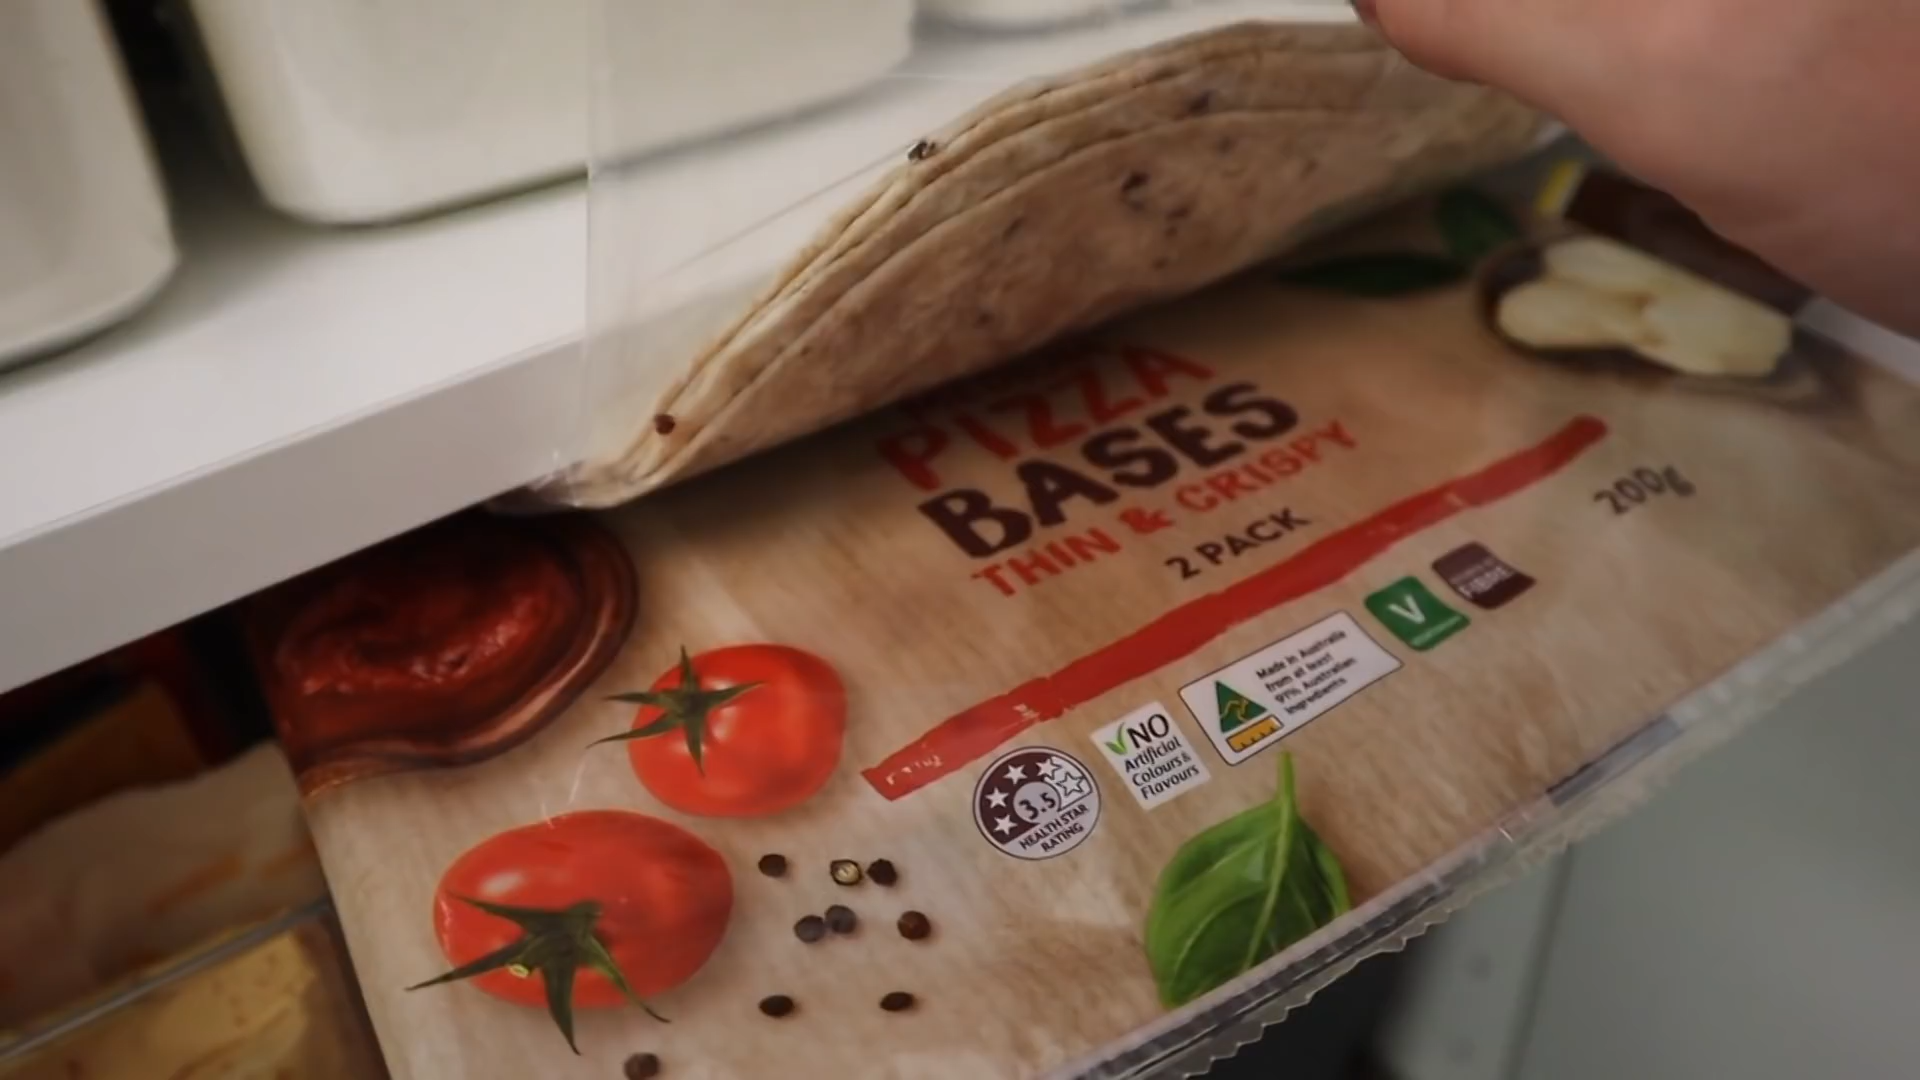 PIZZA
BASES
THIN & CRISPY
2 PACK
200g
FIBRE
V
Made in Australia
from at least
97% Australian
ingredients
NO
Artificial
Colours &
Flavours
3.5
HEALTH STAR
RATING